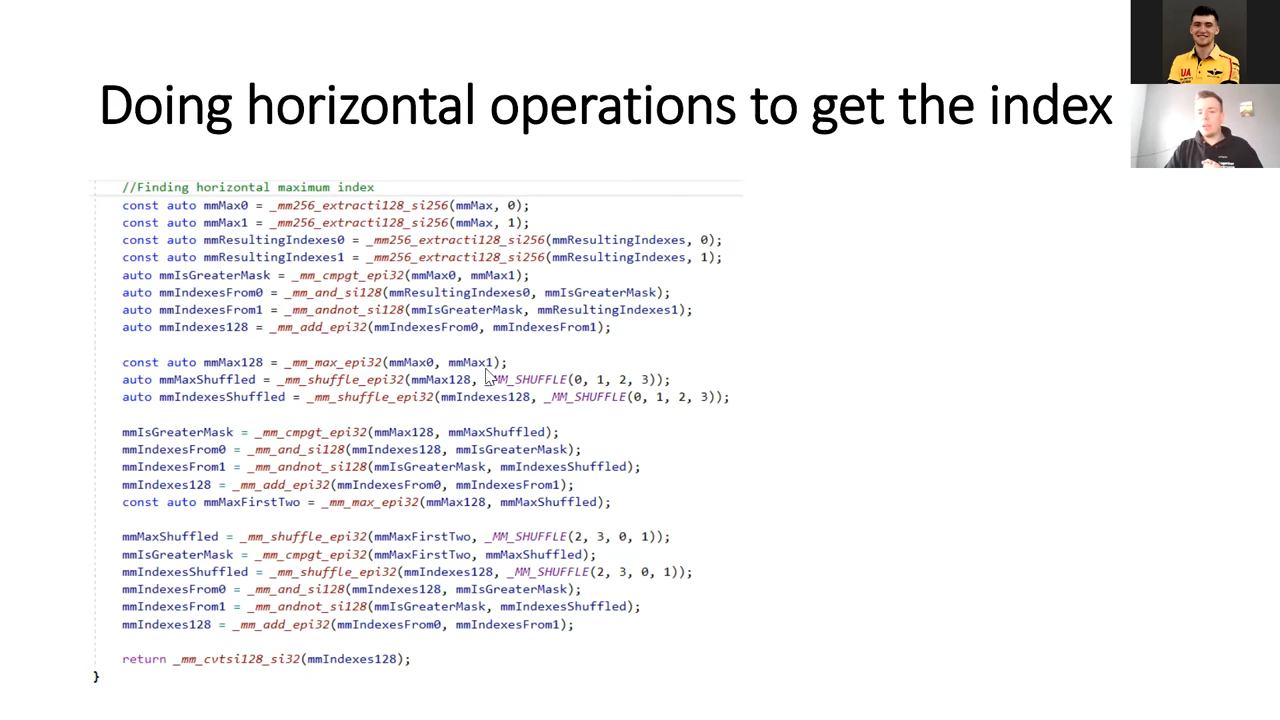 Doing horizontal operations to get the index
//Finding horizontal maximum index
const auto mmMax0 = _mm256_extracti128_si256(mmMax, 0);
const auto mmMax1 = _mm256_extracti128_si256(mmMax, 1);
const auto mmResultingIndexes0 = _mm256_extracti128_si256(mmResultingIndexes, 0);
const auto mmResultingIndexes1 = _mm256_extracti128_si256(mmResultingIndexes, 1);
auto mmIsGreaterMask = _mm_cmpgt_epi32(mmMax0, mmMax1);
auto mmIndexesFrom0 = _mm_and_si128(mmResultingIndexes0, mmIsGreaterMask);
auto mmIndexesFrom1 = _mm_andnot_si128(mmIsGreaterMask, mmResultingIndexes1);
auto mmIndexes128 = _mm_add_epi32(mmIndexesFrom0, mmIndexesFrom1);
const auto mmMax128 = _mm_max_epi32(mmMax0, mmMax1);
auto mmMaxShuffled = _mm_shuffle_epi32(mmMax128, _MM_SHUFFLE(0, 1, 2, 3));
auto mmIndexesShuffled = _mm_shuffle_epi32(mmIndexes128, _MM_SHUFFLE(0, 1, 2, 3));
mmIsGreaterMask = _mm_cmpgt_epi32(mmMax128, mmMaxShuffled);
mmIndexesFrom0 = _mm_and_si128(mmIndexes128, mmIsGreaterMask);
mmIndexesFrom1 = _mm_andnot_si128(mmIsGreaterMask, mmIndexesShuffled);
mmIndexes128 = _mm_add_epi32(mmIndexesFrom0, mmIndexesFrom1);
const auto mmMaxFirstTwo = _mm_max_epi32(mmMax128, mmMaxShuffled);
mmMaxShuffled = _mm_shuffle_epi32(mmMaxFirstTwo, _MM_SHUFFLE(2, 3, 0, 1));
mmIsGreaterMask = _mm_cmpgt_epi32(mmMaxFirstTwo, mmMaxShuffled);
mmIndexesShuffled = _mm_shuffle_epi32(mmIndexes128, _MM_SHUFFLE(2, 3, 0, 1));
mmIndexesFrom0 = _mm_and_si128(mmIndexes128, mmIsGreaterMask);
mmIndexesFrom1 = _mm_andnot_si128(mmIsGreaterMask, mmIndexesShuffled);
mmIndexes128 = _mm_add_epi32(mmIndexesFrom0, mmIndexesFrom1);
return _mm_cvtsi128_si32(mmIndexes128);
}
UA